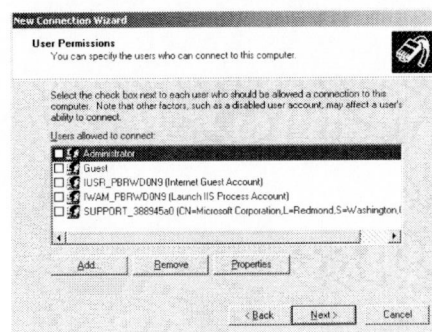 New Connection Wizard
User Permissions
You can specify the users who can connect to this computer.
Select the check box next to each user who should be allowed a connection to this
computer. Note that other factors, such as a disabled user account, may affect a user's
ability to connect.
Users allowed to connect:
Administrator
Guest
IUSR_PBRWD0N9 (Internet Guest Account)
IWAM_PBRWD0N9 (Launch IIS Process Account)
SUPPORT_388945a0 (CN=Microsoft Corporation,L=Redmond,S=Washington,(
Add...
Remove
Properties
< Back
Next >
Cancel